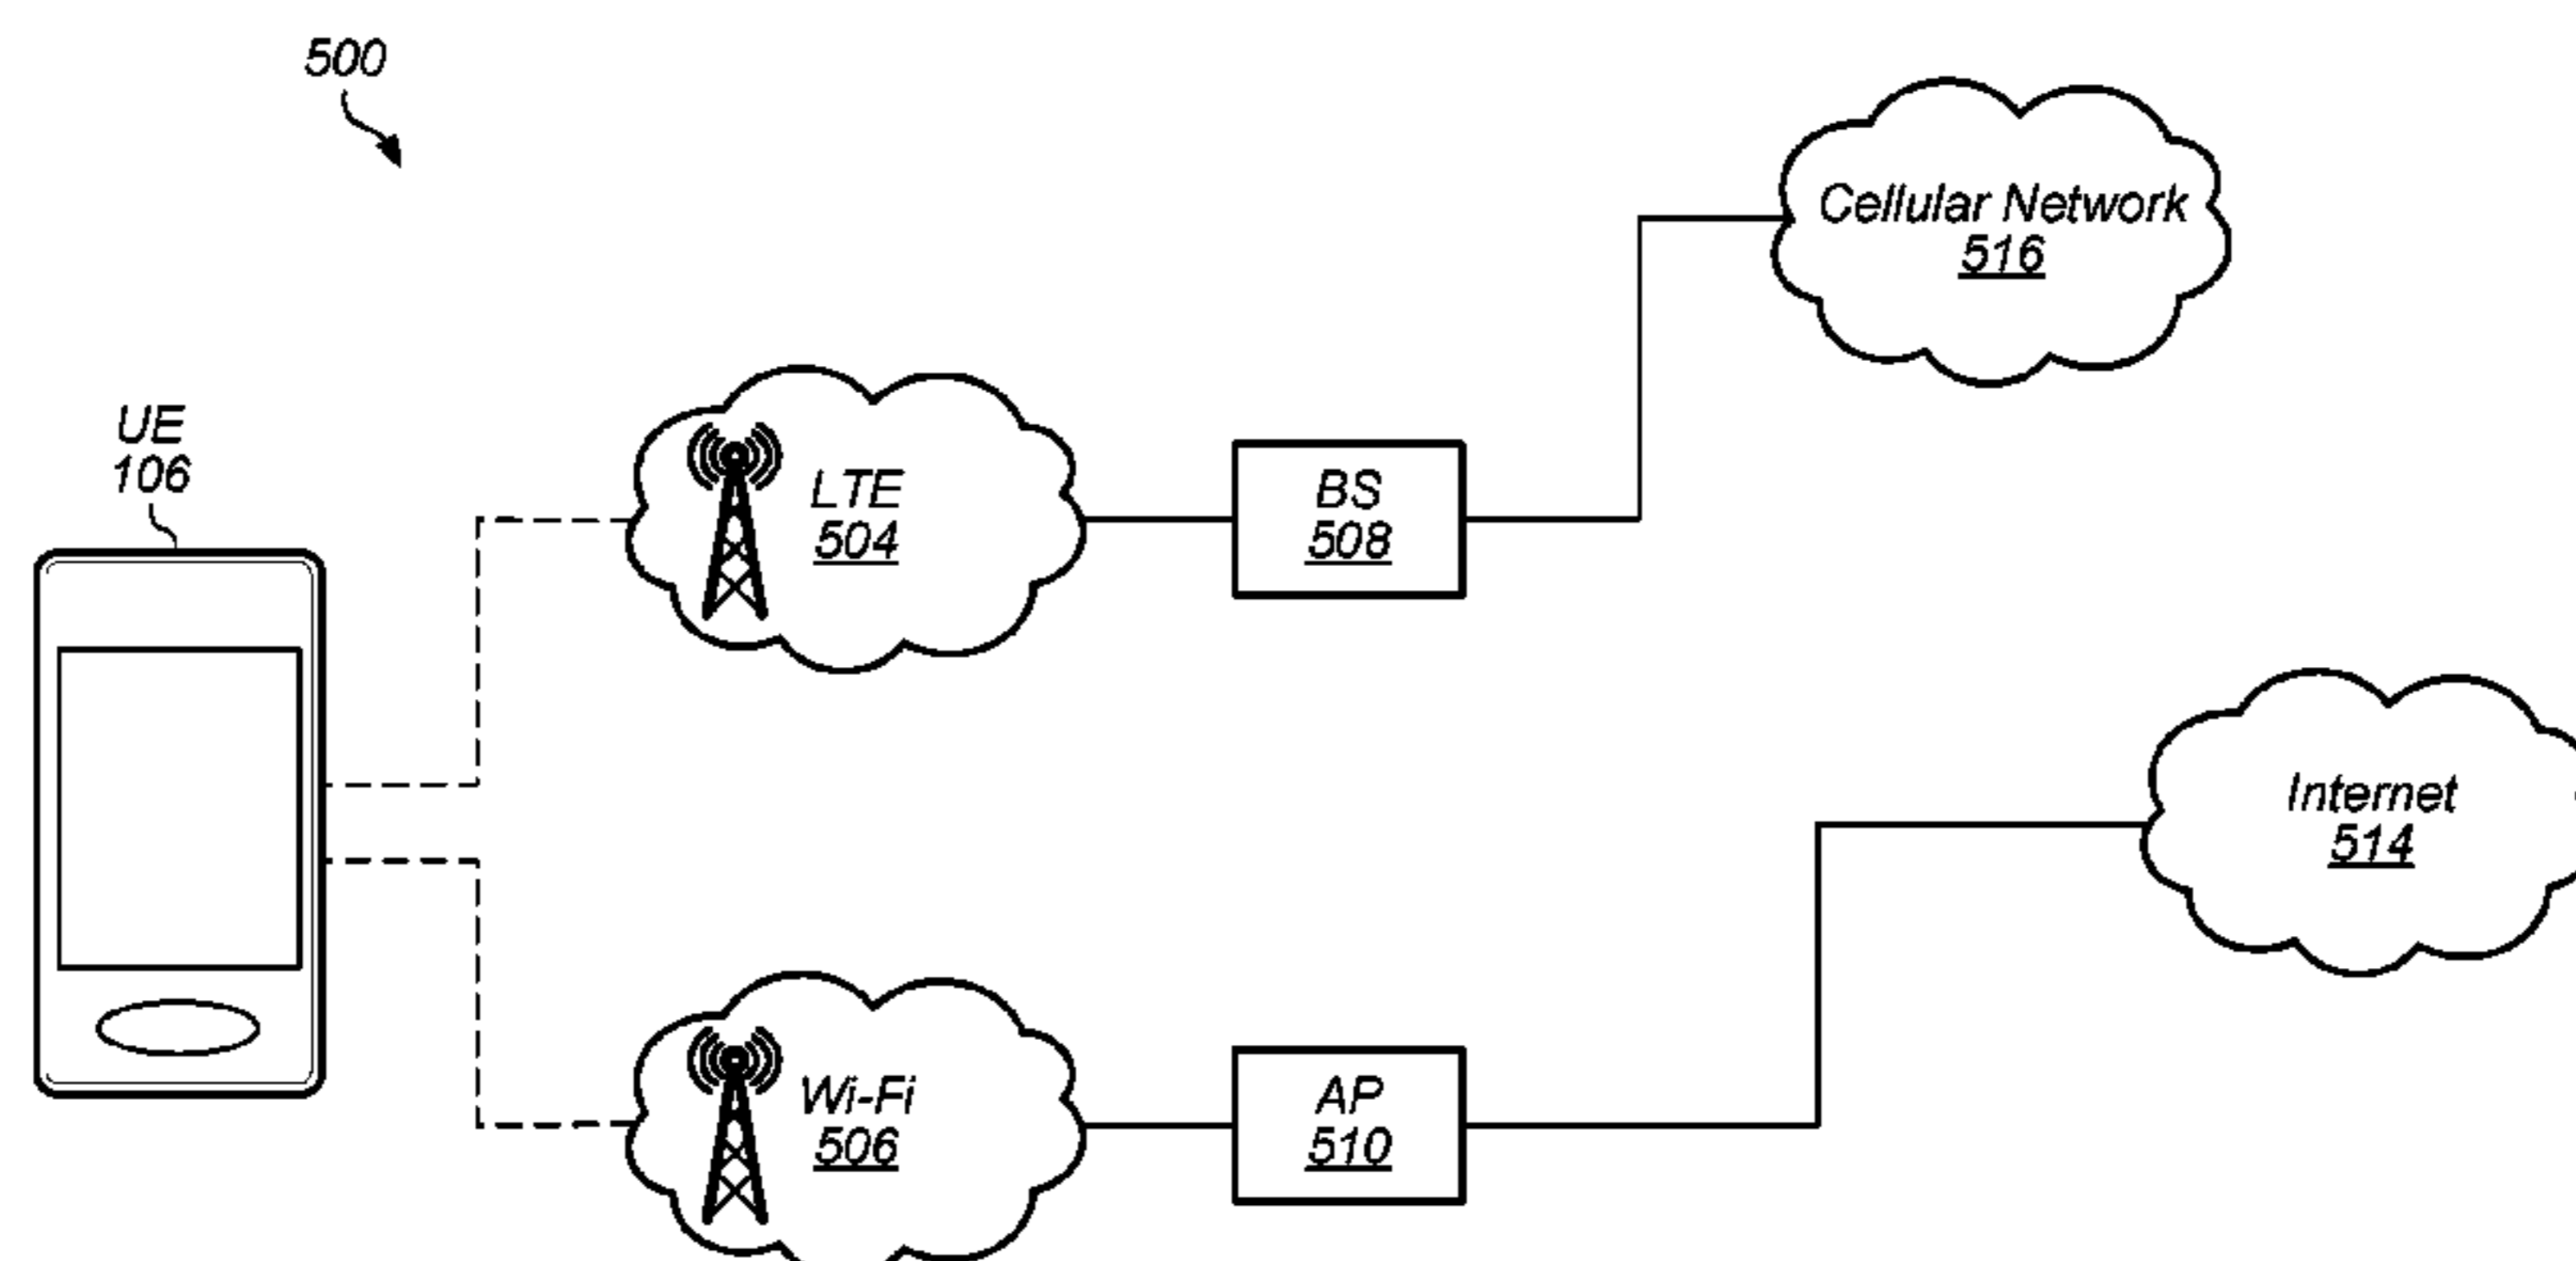 500
Cellular Network
516
UE
106
LTE
504
BS
508
Internet
514
Wi-Fi
506
AP
510